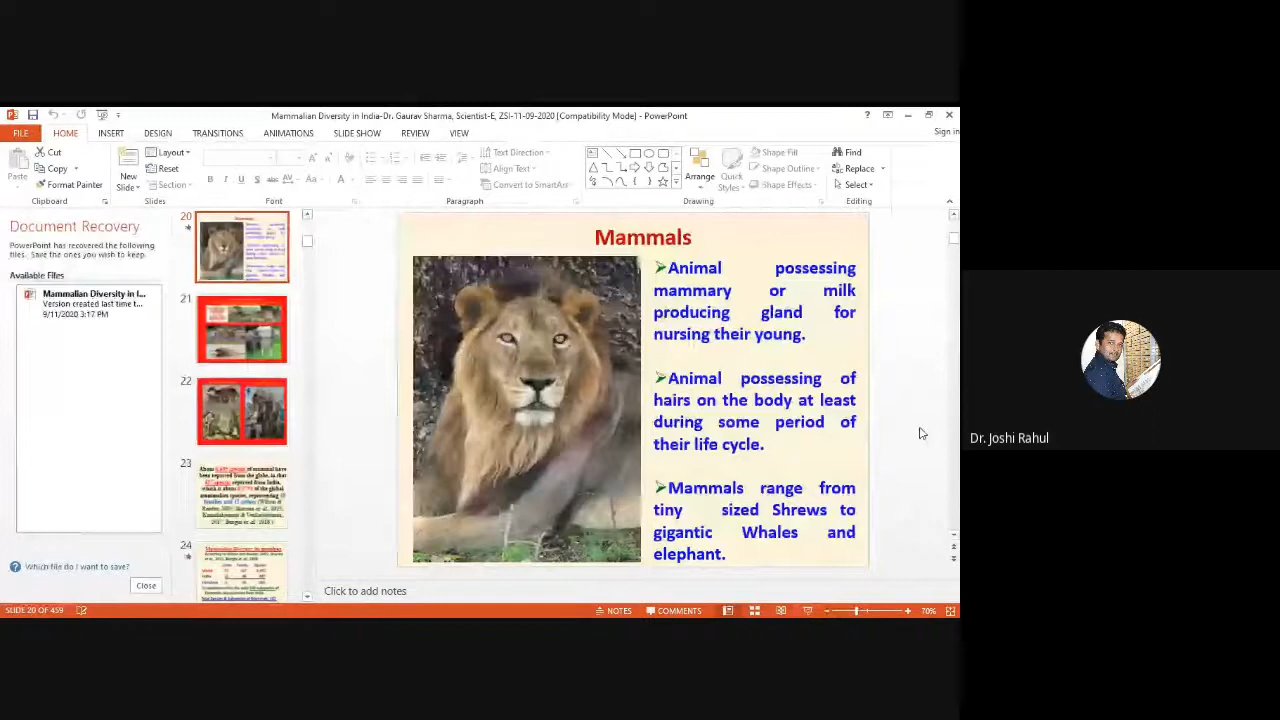 Mammalian Diversity in India-Dr. Gaurav Sharma, Scientist-E, ZSI-11-09-2020 [Compatibility Mode] - PowerPoint
?
FILE HOME INSERT DESIGN TRANSITIONS ANIMATIONS SLIDE SHOW REVIEW VIEW
Sign in
Paste
Cut
Copy
Format Painter
Clipboard
New
Slide
Layout
Reset
Section
Slides
B I U S abc AV Aa A
Font
Text Direction
Align Text
Convert to SmartArt
Paragraph
Arrange
Quick
Styles
Shape Fill
Shape Outline
Shape Effects
Drawing
Find
Replace
Select
Editing
Document Recovery
PowerPoint has recovered the following
files. Save the ones you wish to keep.
Available Files
Mammalian Diversity in I...
Version created last time t...
9/11/2020 3:17 PM
Which file do I want to save?
Close
20
21
22
23
24
Mammals
➢Animal possessing
mammary or milk
producing gland for
nursing their young.
➢Animal possessing of
hairs on the body at least
during some period of
their life cycle.
➢Mammals range from
tiny sized Shrews to
gigantic Whales and
elephant.
Click to add notes
SLIDE 20 OF 459
NOTES
COMMENTS
70%
Dr. Joshi Rahul